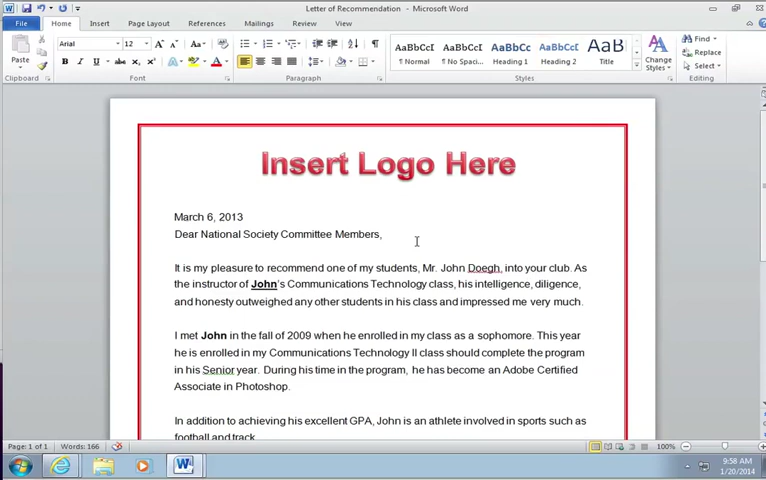 Letter of Recommendation - Microsoft Word
File Home Insert Page Layout References Mailings Review View
Paste
Arial 12
AaBbCcI AaBbCcI AaBbCc AaBbCc AaB
¶ Normal ¶ No Spaci... Heading 1 Heading 2 Title
Change Styles
Find
Replace
Select
Clipboard Font Paragraph Styles Editing
Insert Logo Here
March 6, 2013
Dear National Society Committee Members,
It is my pleasure to recommend one of my students, Mr. John Doegh, into your club. As
the instructor of John's Communications Technology class, his intelligence, diligence,
and honesty outweighed any other students in his class and impressed me very much.
I met John in the fall of 2009 when he enrolled in my class as a sophomore. This year
he is enrolled in my Communications Technology II class should complete the program
in his Senior year. During his time in the program, he has become an Adobe Certified
Associate in Photoshop.
In addition to achieving his excellent GPA, John is an athlete involved in sports such as
football and track.
Page: 1 of 1 Words: 166 100%
9:58 AM
1/20/2014